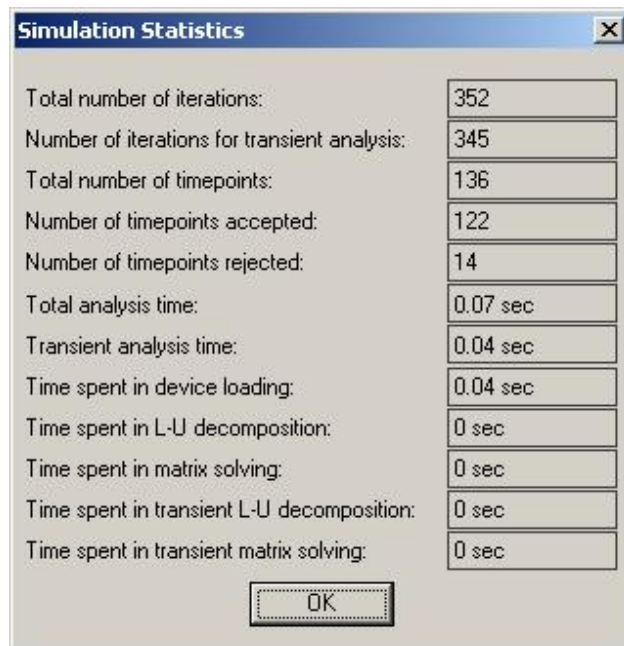 Simulation Statistics
Total number of iterations: 352
Number of iterations for transient analysis: 345
Total number of timepoints: 136
Number of timepoints accepted: 122
Number of timepoints rejected: 14
Total analysis time: 0.07 sec
Transient analysis time: 0.04 sec
Time spent in device loading: 0.04 sec
Time spent in L-U decomposition: 0 sec
Time spent in matrix solving: 0 sec
Time spent in transient L-U decomposition: 0 sec
Time spent in transient matrix solving: 0 sec
OK